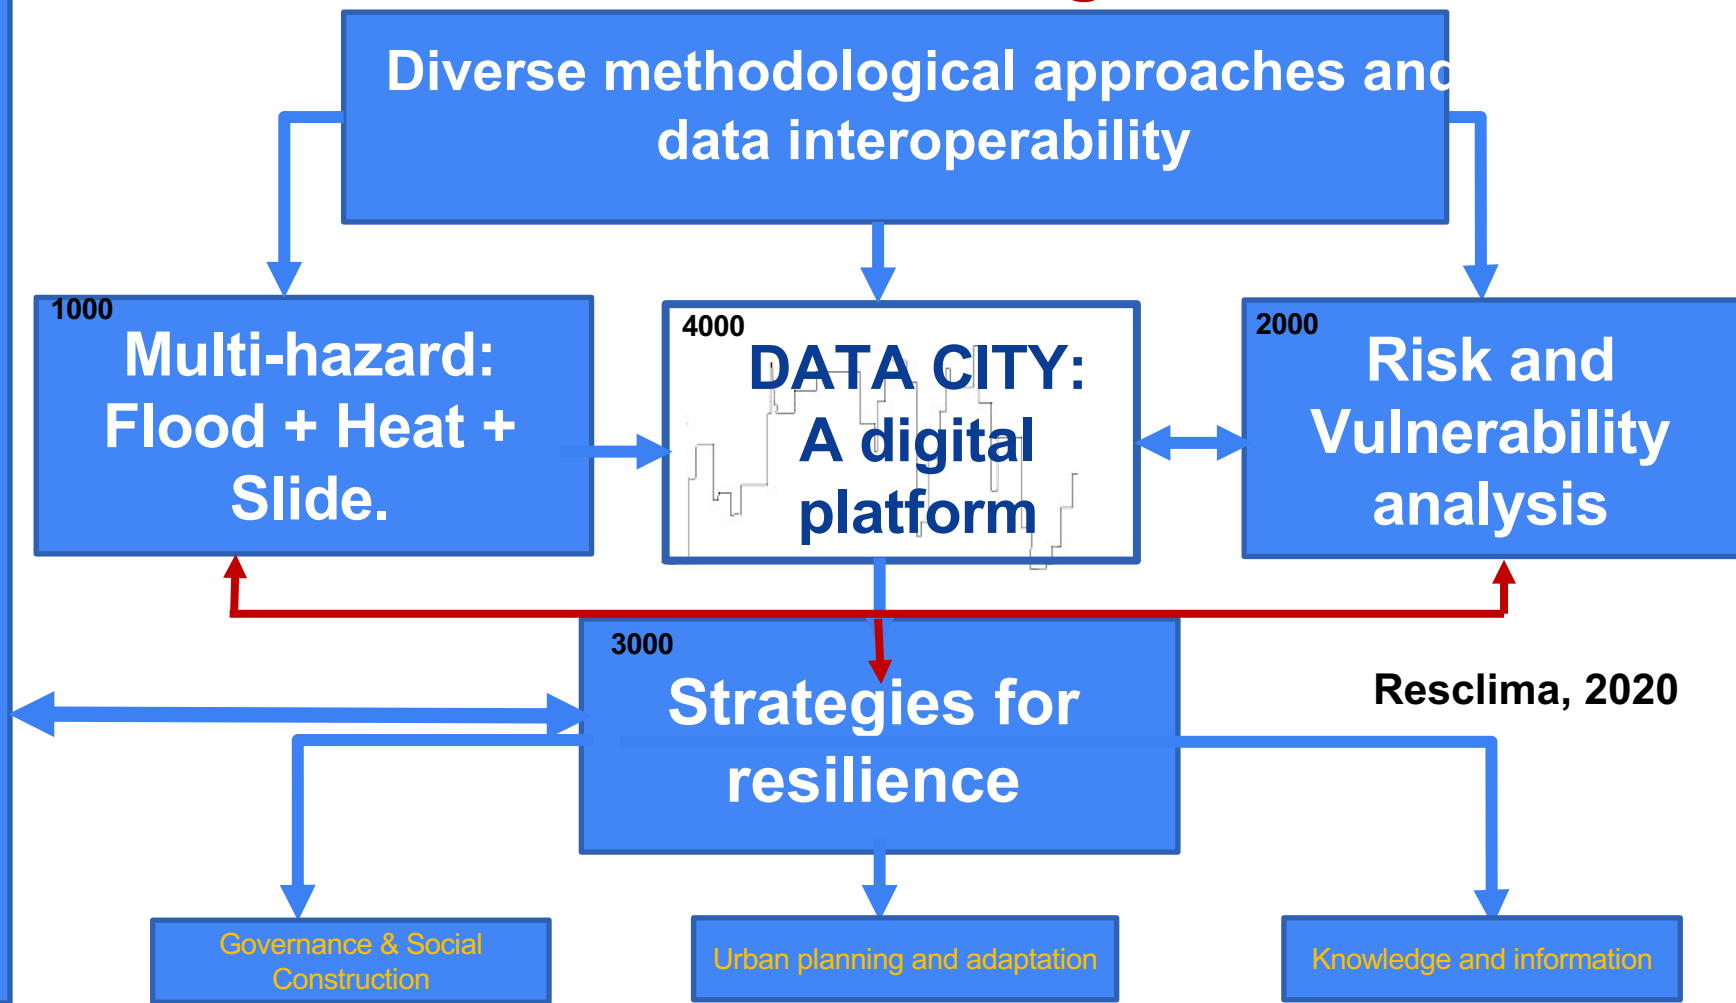 Diverse methodological approaches and
data interoperability
1000
Multi-hazard:
Flood + Heat +
Slide.
4000
DATA CITY:
A digital
platform
2000
Risk and
Vulnerability
analysis
3000
Strategies for
resilience
Resclima, 2020
Governance & Social
Construction
Urban planning and adaptation
Knowledge and information